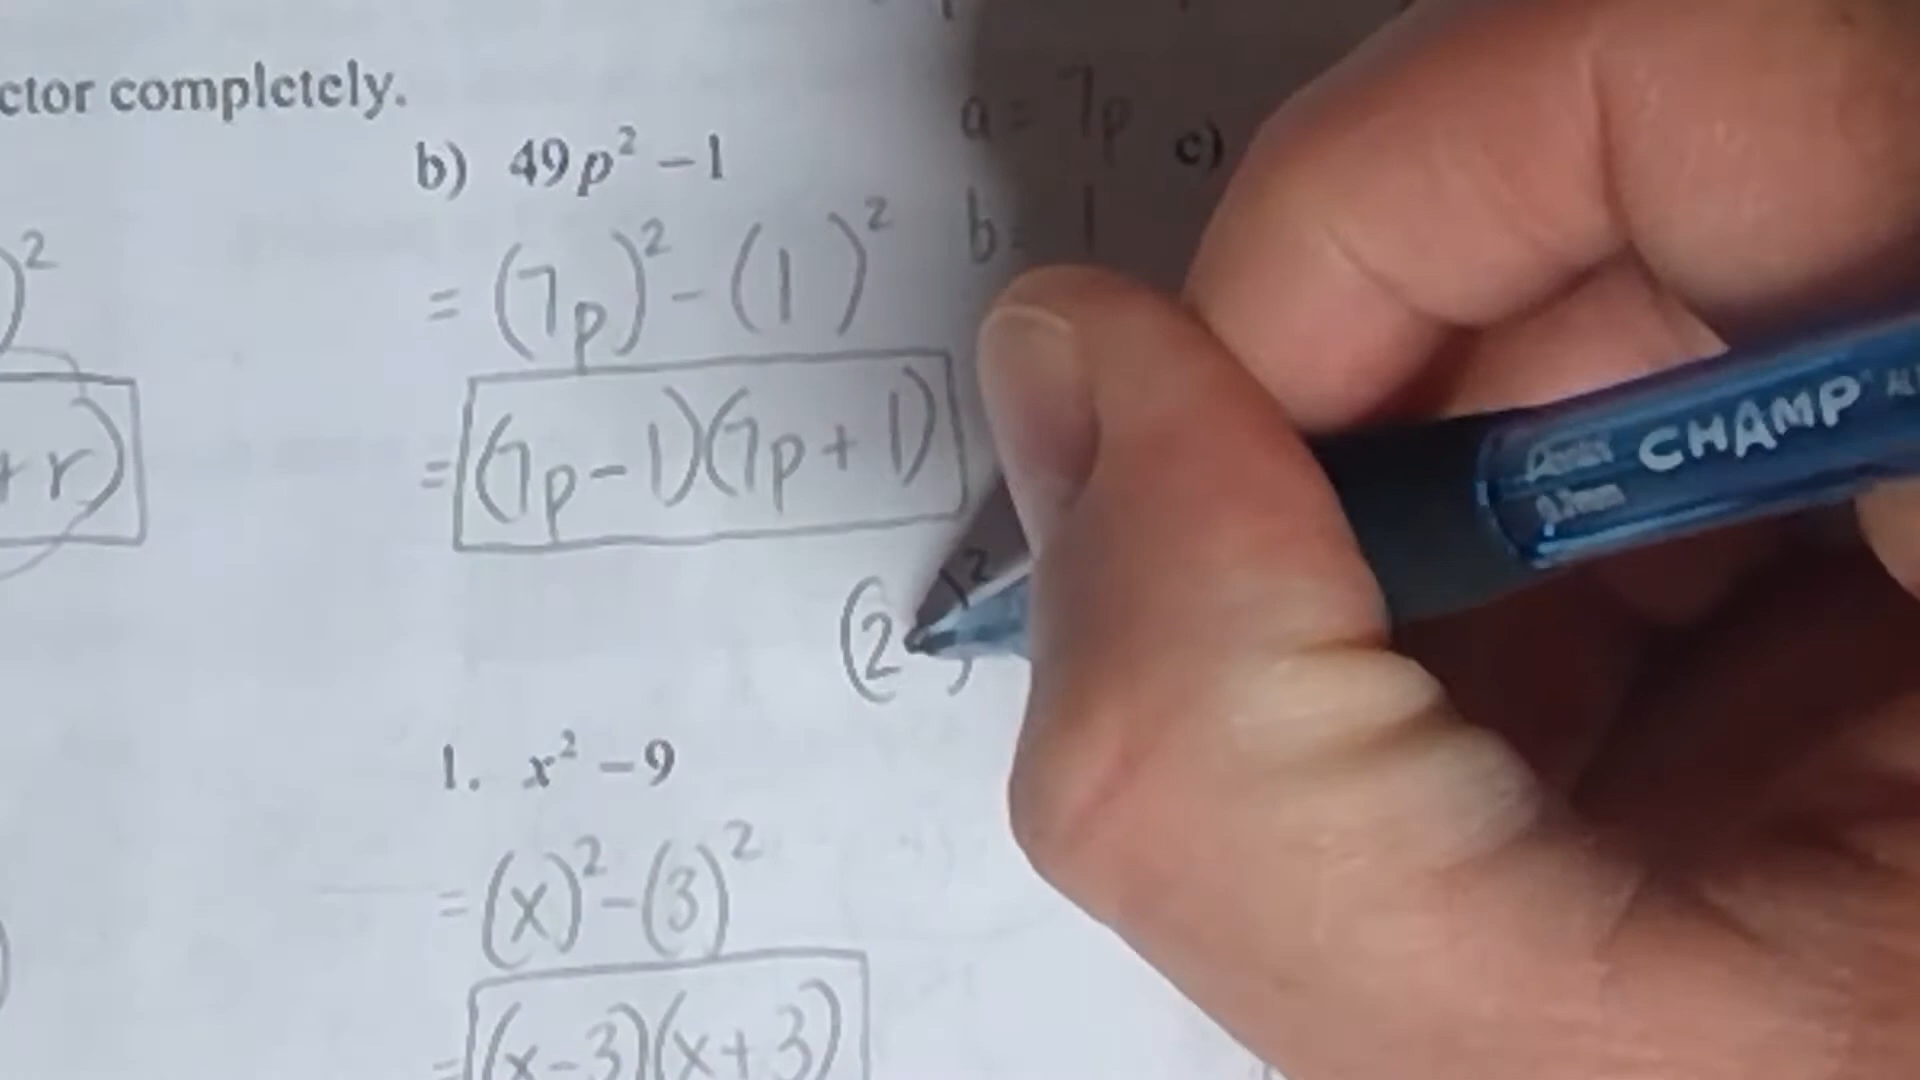 ctor completely.
b) 49p² - 1
a = 7p
c)
b = 1
)²
= (7p)² - (1)²
+ r)
= (7p - 1)(7p + 1)
(2 )²
1. x² - 9
= (x)² - (3)²
= (x - 3)(x + 3)
CHAMP